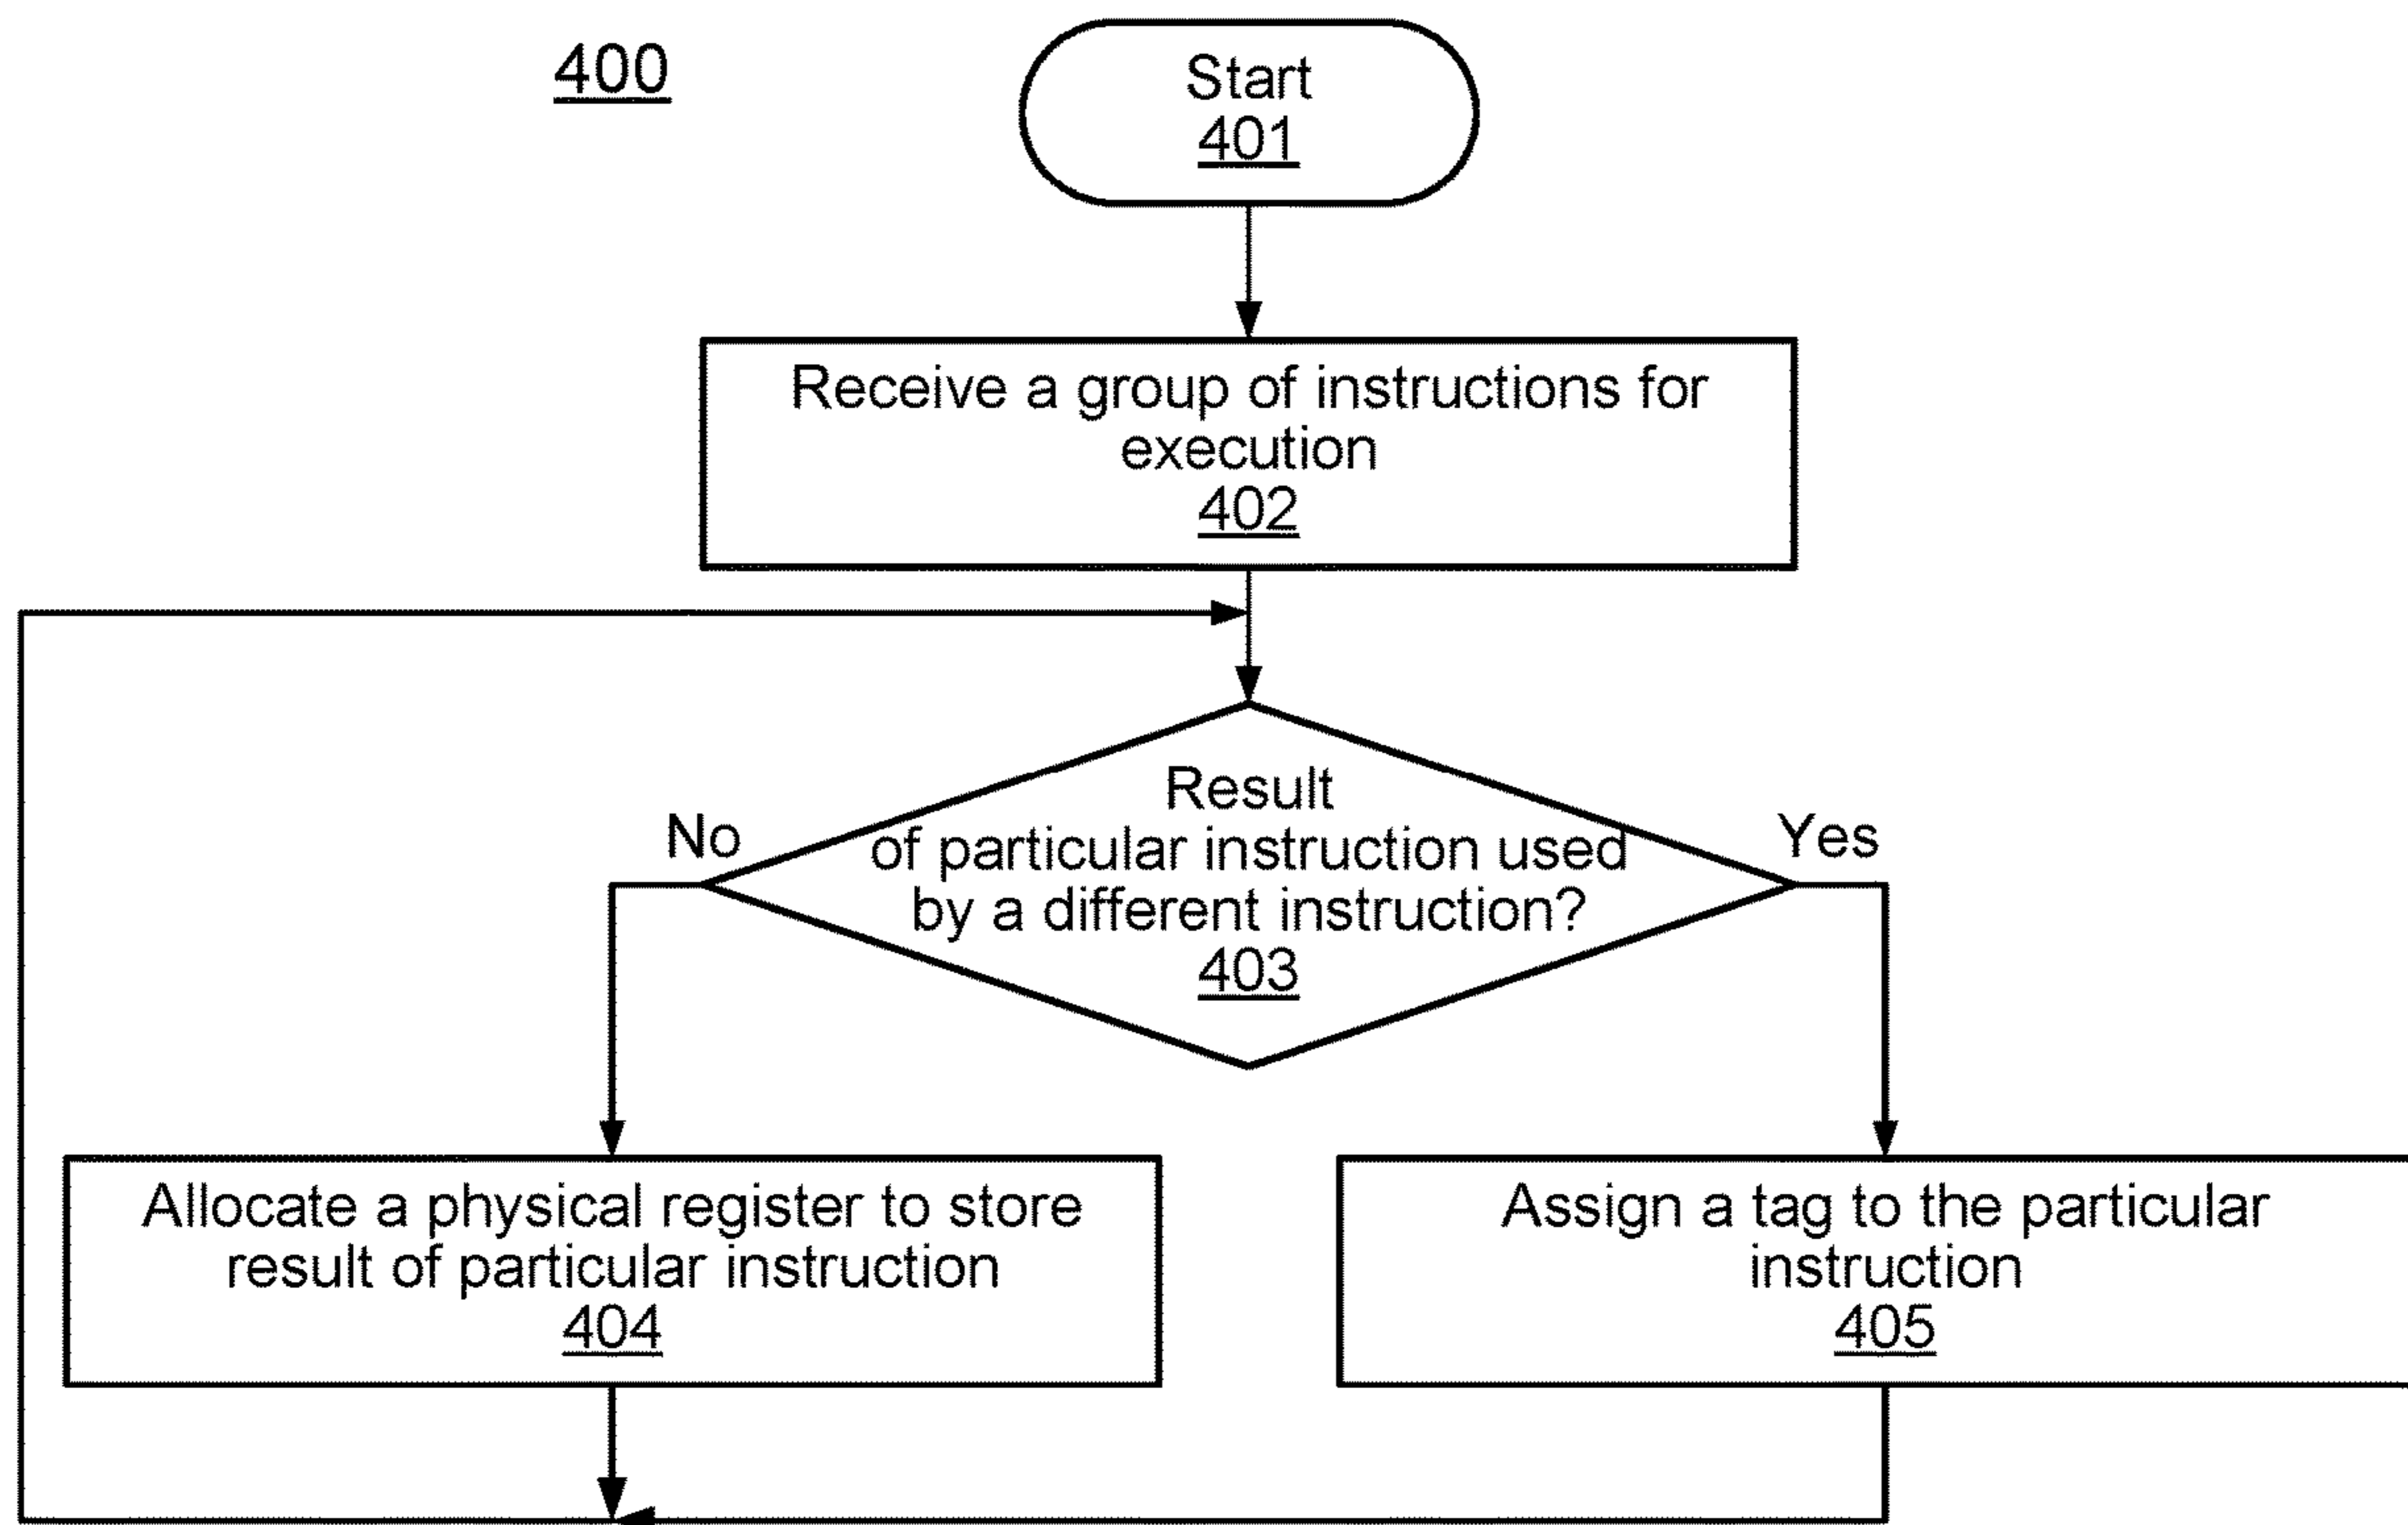 400
Start
401
Receive a group of instructions for
execution
402
Result
of particular instruction used
by a different instruction?
403
No
Yes
Allocate a physical register to store
result of particular instruction
404
Assign a tag to the particular
instruction
405